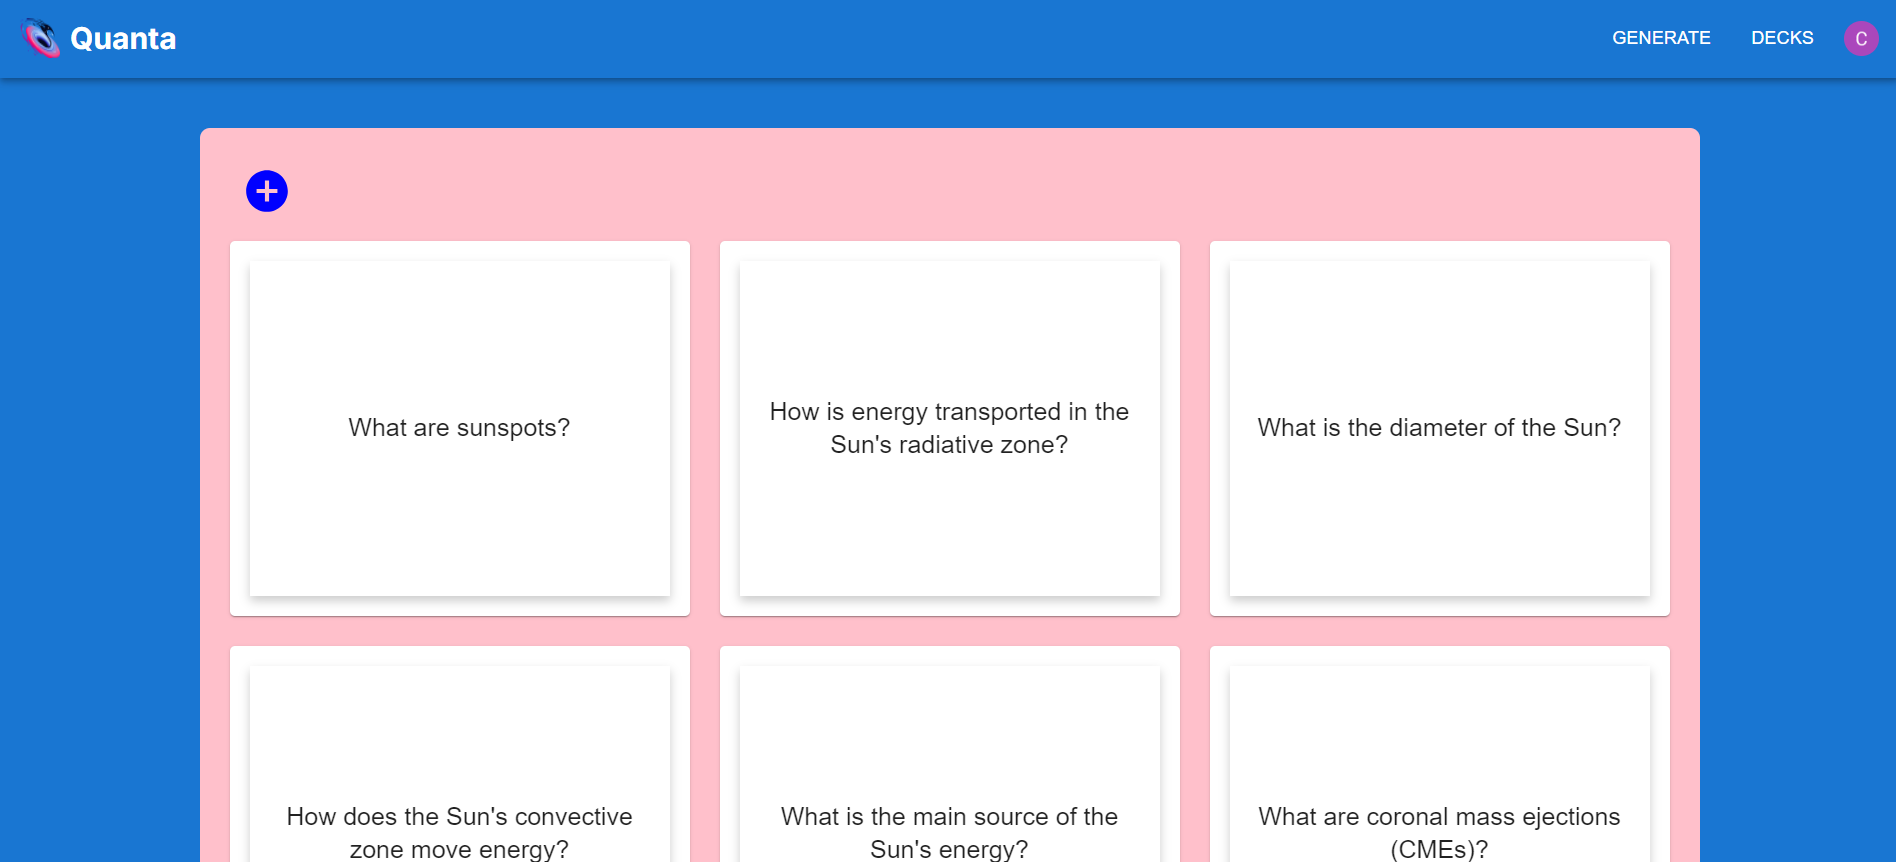 Quanta
GENERATE
DECKS
C
What are sunspots?
How is energy transported in the
Sun's radiative zone?
What is the diameter of the Sun?
How does the Sun's convective
zone move energy?
What is the main source of the
Sun's energy?
What are coronal mass ejections
(CMEs)?